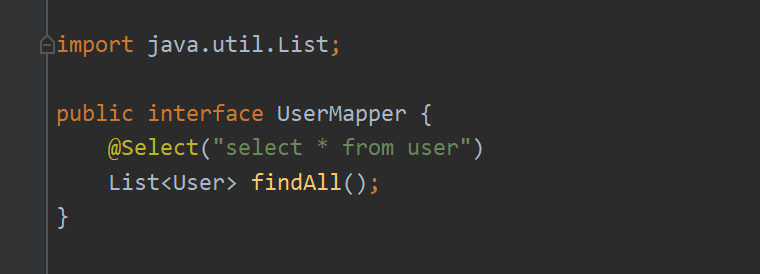 import java.util.List;
public interface UserMapper {
@Select("select * from user")
List<User> findAll();
}